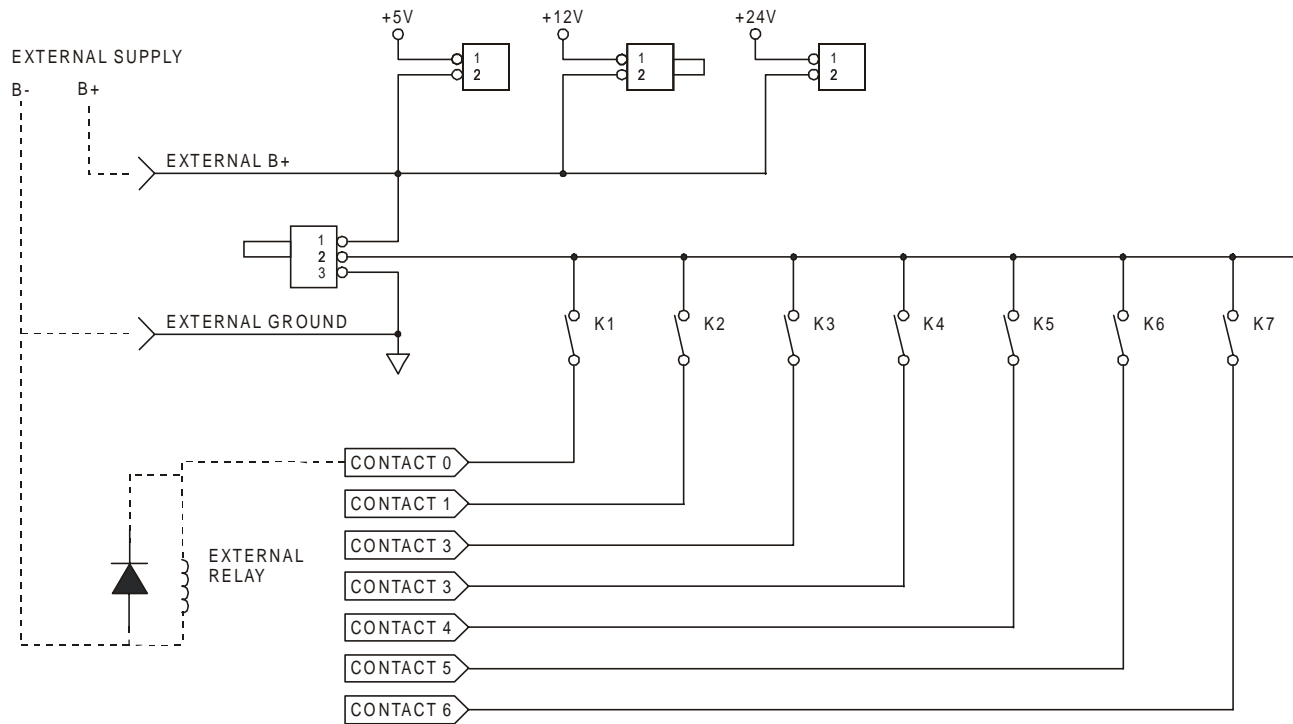 +5V
+12V
+24V
EXTERNAL SUPPLY
B-
B+
1
2
1
2
1
2
EXTERNAL B+
1
2
3
EXTERNAL GROUND
K1
K2
K3
K4
K5
K6
K7
CONTACT 0
CONTACT 1
CONTACT 3
CONTACT 3
CONTACT 4
CONTACT 5
CONTACT 6
EXTERNAL
RELAY